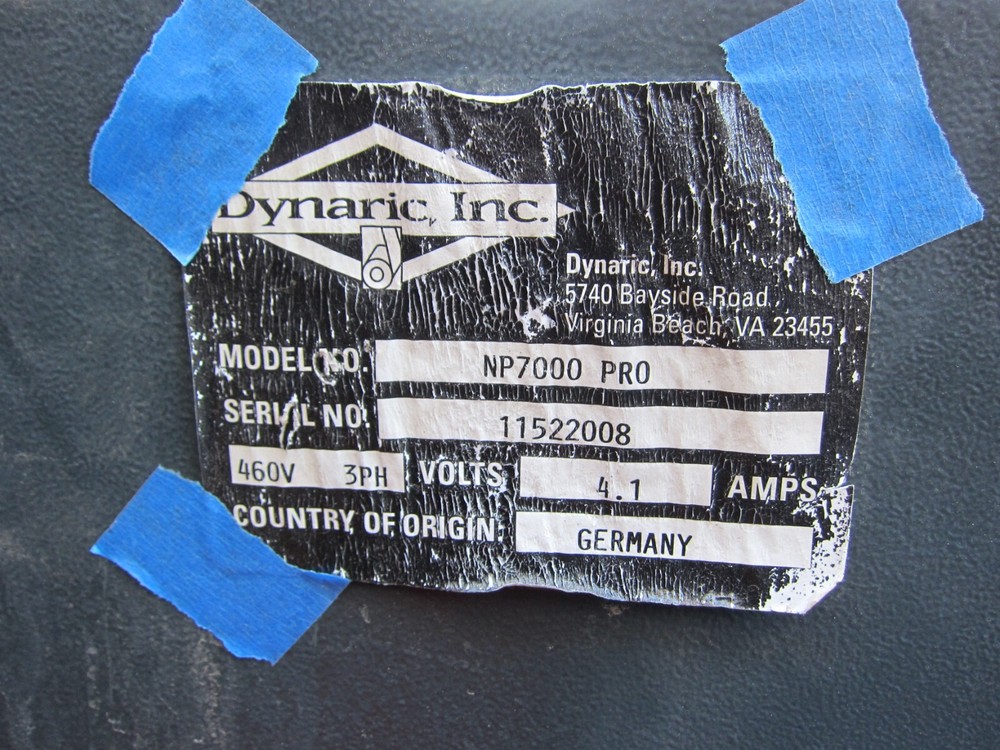 Dynaric, Inc.
Dynaric, Inc.
5740 Bayside Road
Virginia Beach, VA 23455
MODEL NO. NP7000 PRO
SERIAL NO. 11522008
460V 3PH VOLTS 4.1 AMPS
COUNTRY OF ORIGIN: GERMANY